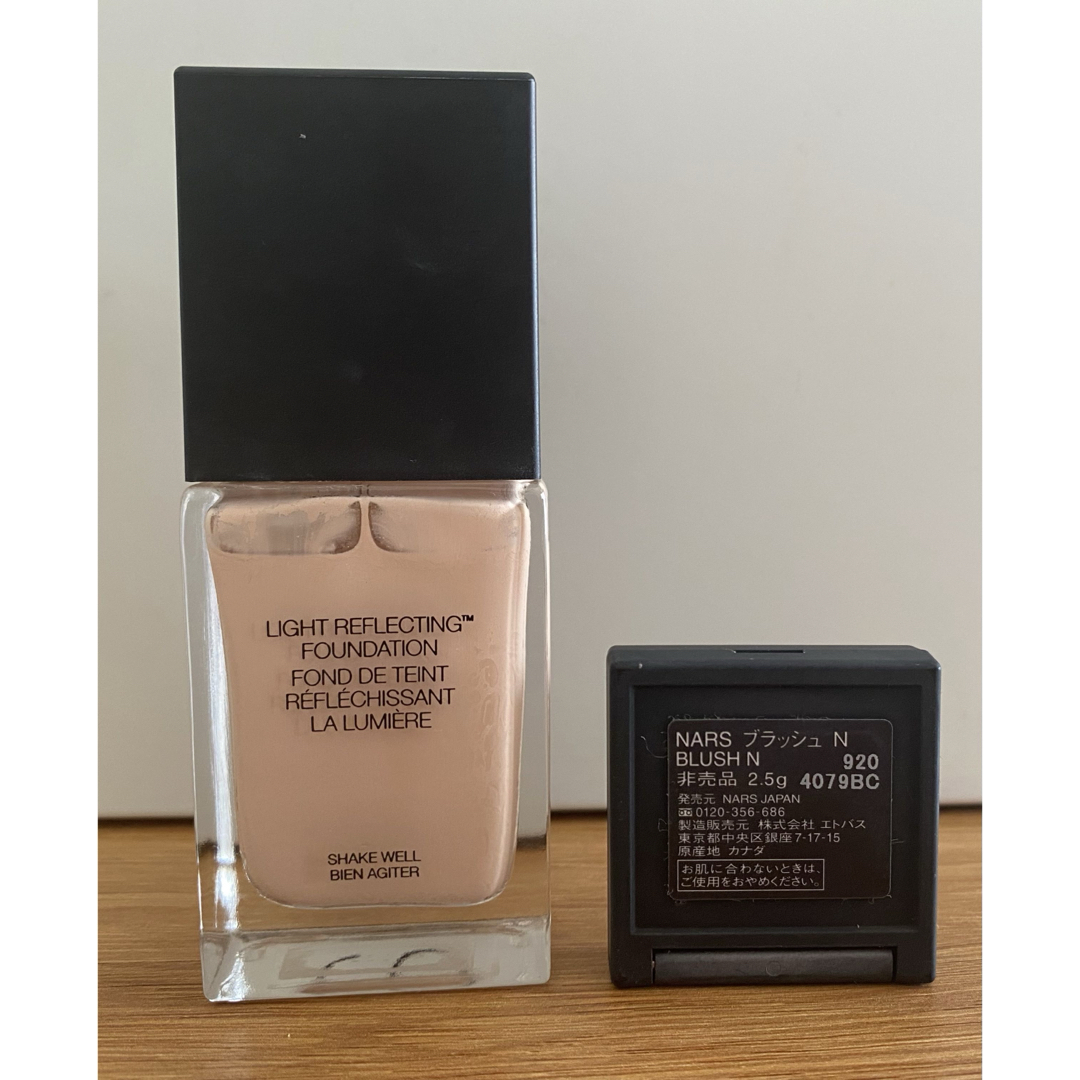 LIGHT REFLECTING™
FOUNDATION
FOND DE TEINT
RÉFLÉCHISSANT
LA LUMIÈRE
SHAKE WELL
BIEN AGITER
NARS ブラッシュ N
BLUSH N 920
非売品 2.5g 4079BC
発売元 NARS JAPAN
0120-356-686
製造販売元 株式会社 エトバス
東京都中央区銀座7-17-15
原産地 カナダ
お肌に合わないときは、
ご使用をおやめください。